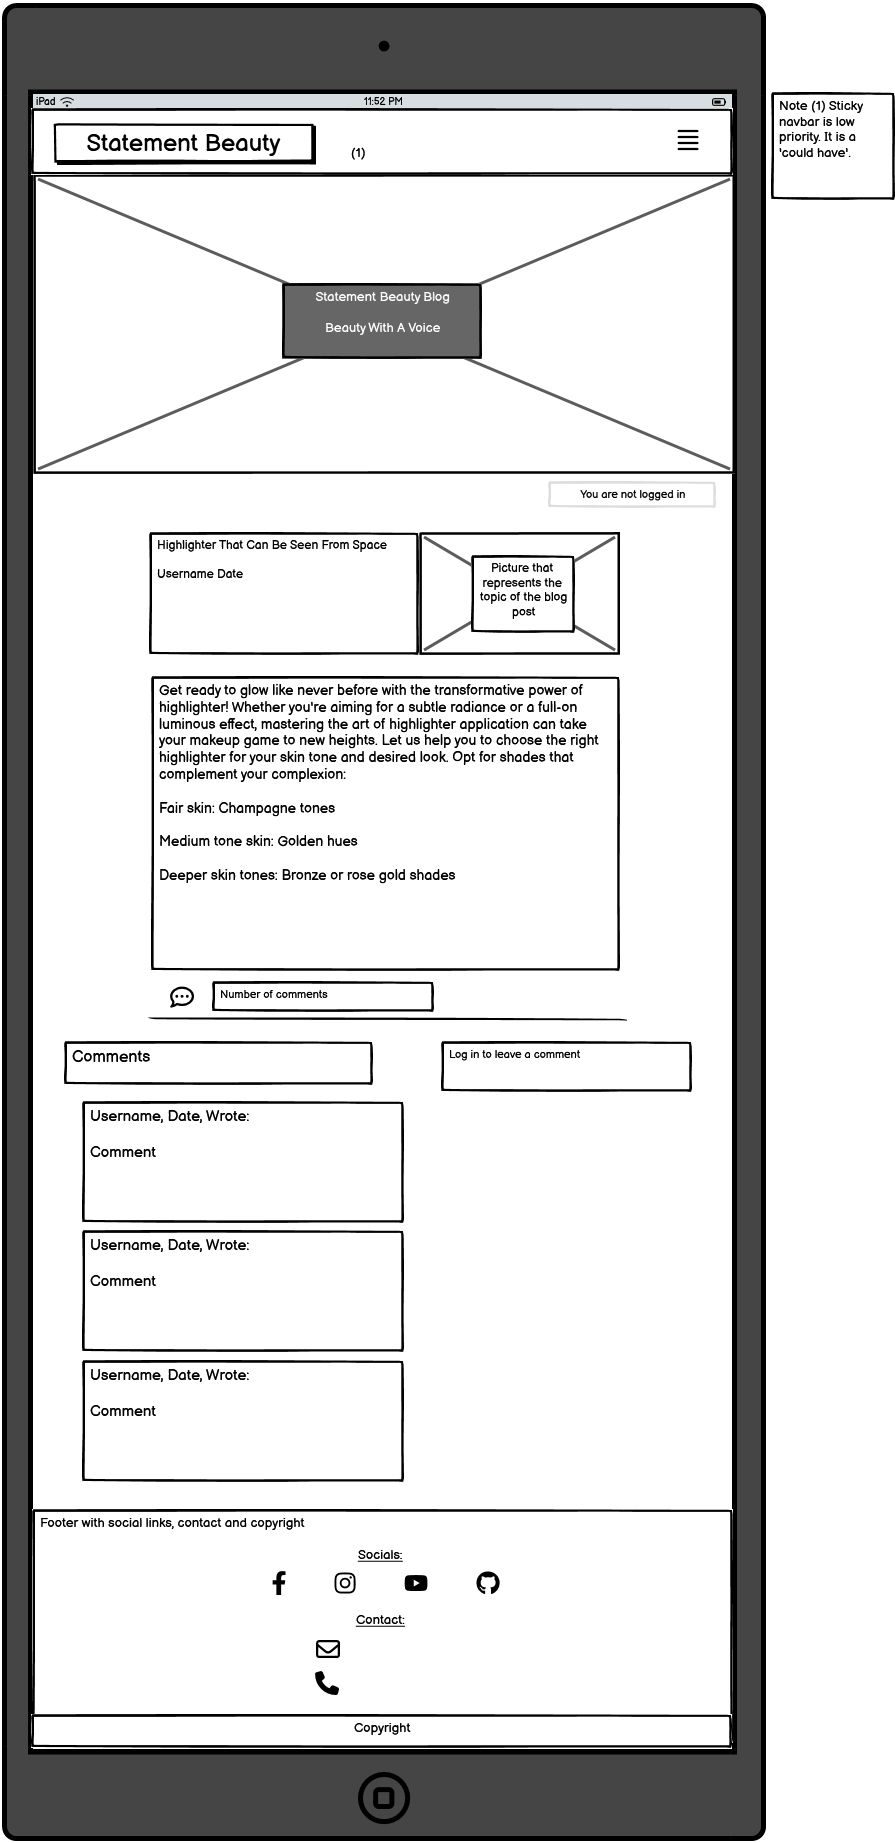 iPad
11:52 PM
Statement Beauty
(1)
Note (1) Sticky
navbar is low
priority. It is a
'could have'.
Statement Beauty Blog
Beauty With A Voice
You are not logged in
Highlighter That Can Be Seen From Space
Username Date
Picture that
represents the
topic of the blog
post
Get ready to glow like never before with the transformative power of
highlighter! Whether you're aiming for a subtle radiance or a full-on
luminous effect, mastering the art of highlighter application can take
your makeup game to new heights. Let us help you to choose the right
highlighter for your skin tone and desired look. Opt for shades that
complement your complexion:
Fair skin: Champagne tones
Medium tone skin: Golden hues
Deeper skin tones: Bronze or rose gold shades
Number of comments
Comments
Log in to leave a comment
Username, Date, Wrote:
Comment
Username, Date, Wrote:
Comment
Username, Date, Wrote:
Comment
Footer with social links, contact and copyright
Socials:
Contact:
Copyright